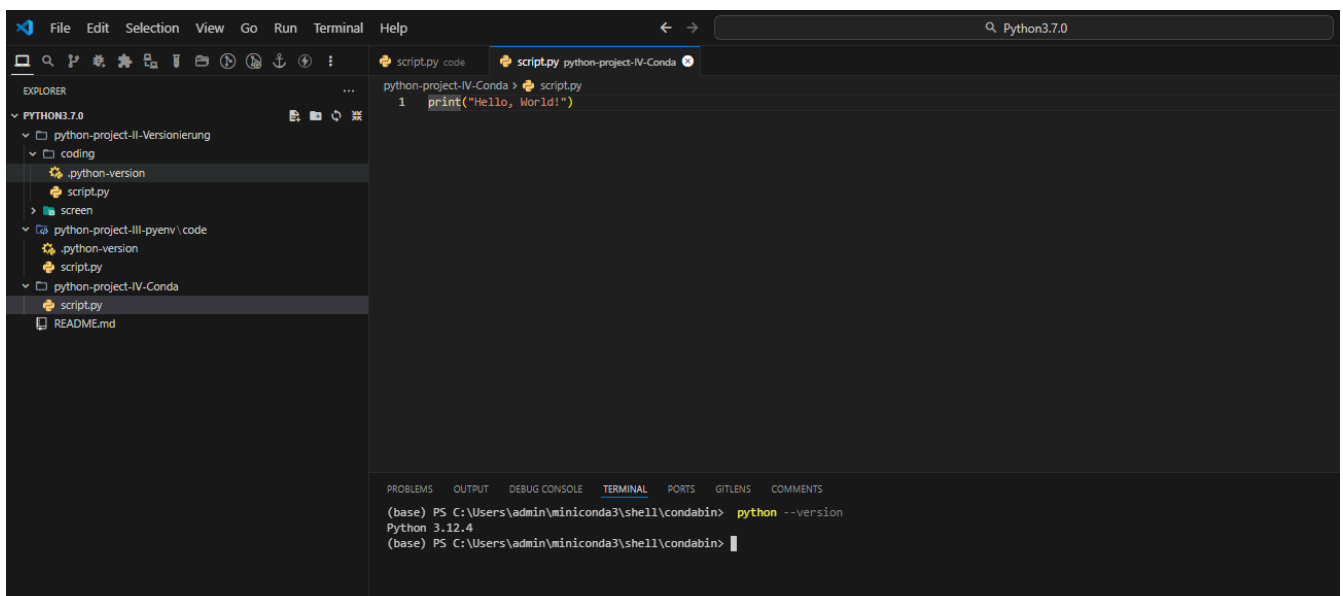 File Edit Selection View Go Run Terminal Help
Python3.7.0
EXPLORER
PYTHON3.7.0
python-project-II-Versionierung
coding
.python-version
script.py
screen
python-project-III-pyenv\code
.python-version
script.py
python-project-IV-Conda
script.py
README.md
script.py code
script.py python-project-IV-Conda
python-project-IV-Conda > script.py
1 print("Hello, World!")
PROBLEMS OUTPUT DEBUG CONSOLE TERMINAL PORTS GITLENS COMMENTS
(base) PS C:\Users\admin\miniconda3\shell\condabin> python --version
Python 3.12.4
(base) PS C:\Users\admin\miniconda3\shell\condabin>